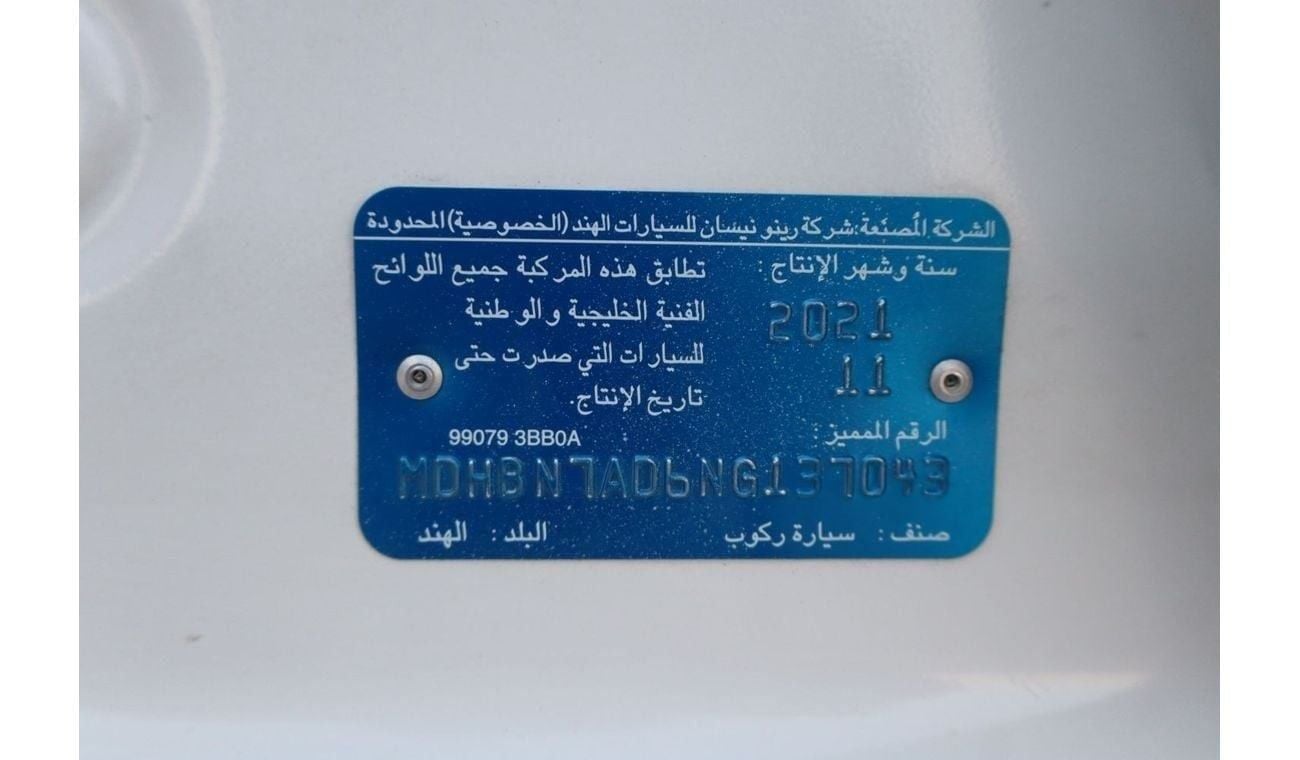 الشركة المُصنّعة: شركة رينو نيسان للسيارات الهند (الخصوصية) المحدودة
سنة وشهر الإنتاج :
2021
11
تطابق هذه المركبة جميع اللوائح
الفنية الخليجية والوطنية
للسيارات التي صدرت حتى
تاريخ الإنتاج.
الرقم المميز : : 99079 3BB0A
MDHBN7AD6NG137043
صنف : سيارة ركوب البلد : الهند